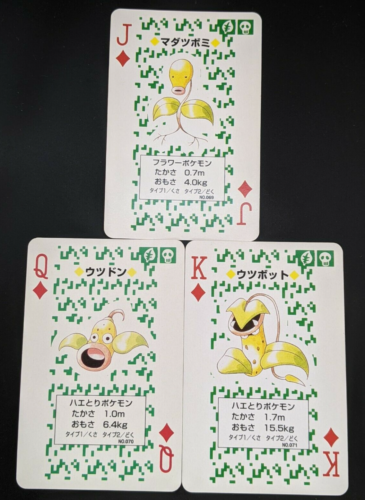 J
マダツボミ
フラワーポケモン
たかさ 0.7m
おもさ 4.0kg
タイプ1/くさ タイプ2/どく
NO.069
J
Q
ウツドン
ハエとりポケモン
たかさ 1.0m
おもさ 6.4kg
タイプ1/くさ タイプ2/どく
NO.070
Q
K
ウツボット
ハエとりポケモン
たかさ 1.7m
おもさ 15.5kg
タイプ1/くさ タイプ2/どく
NO.071
K